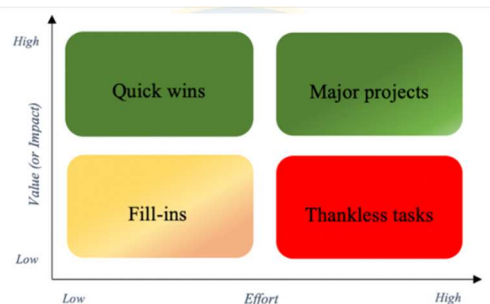 High
Quick wins
Major projects
Value (or Impact)
Fill-ins
Thankless tasks
Low
Low
Effort
High